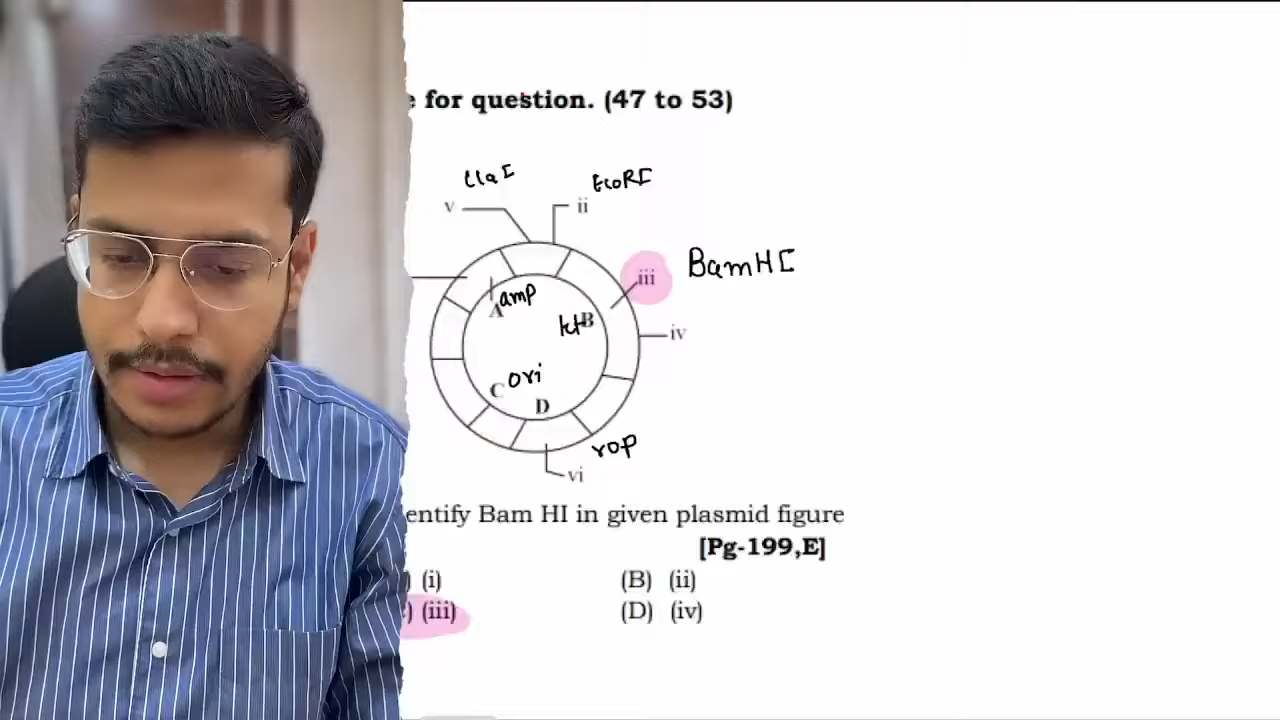 e for question. (47 to 53)
ClaI
EcoRI
v
ii
iii
BamHI
amp
A
tet
B
iv
ori
C
D
rop
vi
entify Bam HI in given plasmid figure
[Pg-199,E]
) (i)
(B) (ii)
) (iii)
(D) (iv)